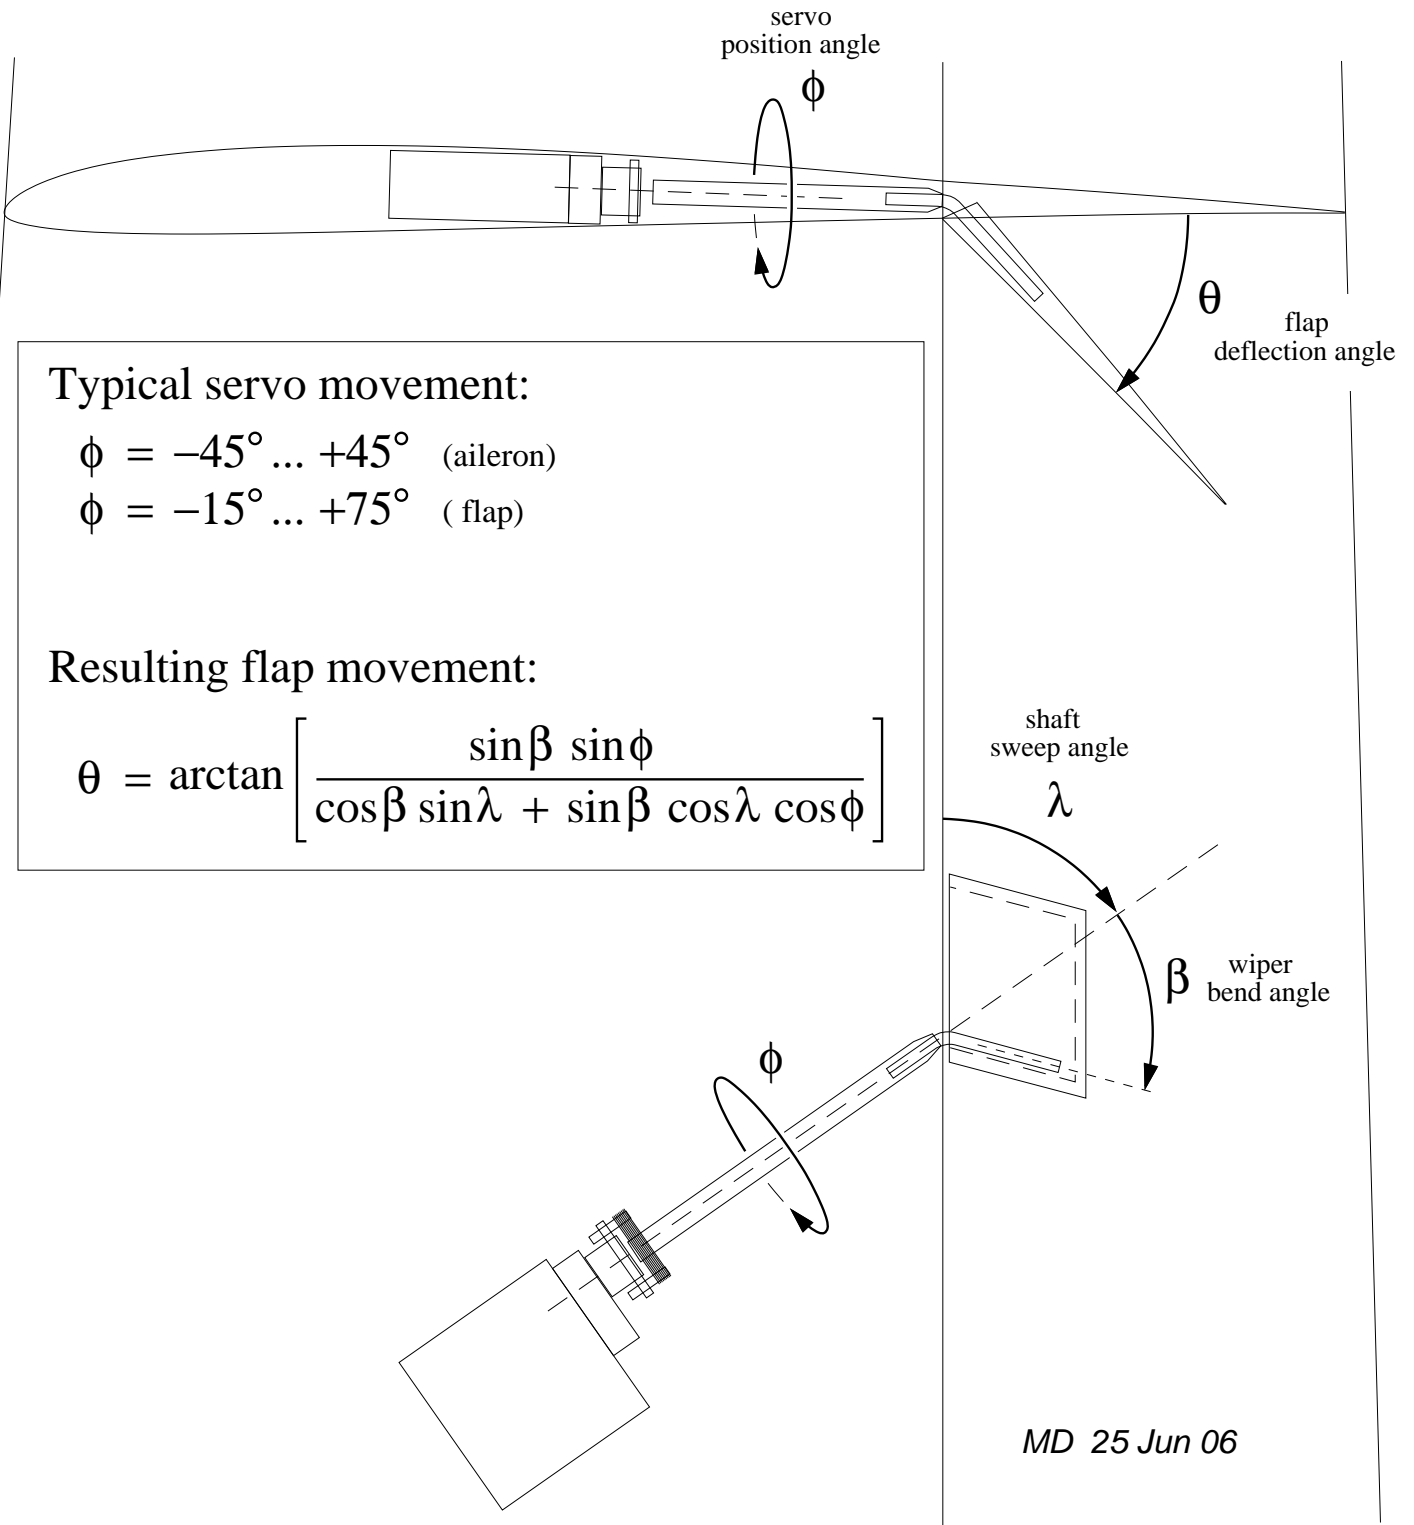 servo
position angle
ϕ
θ
flap
deflection angle
Typical servo movement:
ϕ = −45° ... +45° (aileron)
ϕ = −15° ... +75° ( flap)
Resulting flap movement:
θ = arctan [ sinβ sinϕ / cosβ sinλ + sinβ cosλ cosϕ ]
shaft
sweep angle
λ
β wiper
bend angle
ϕ
MD 25 Jun 06